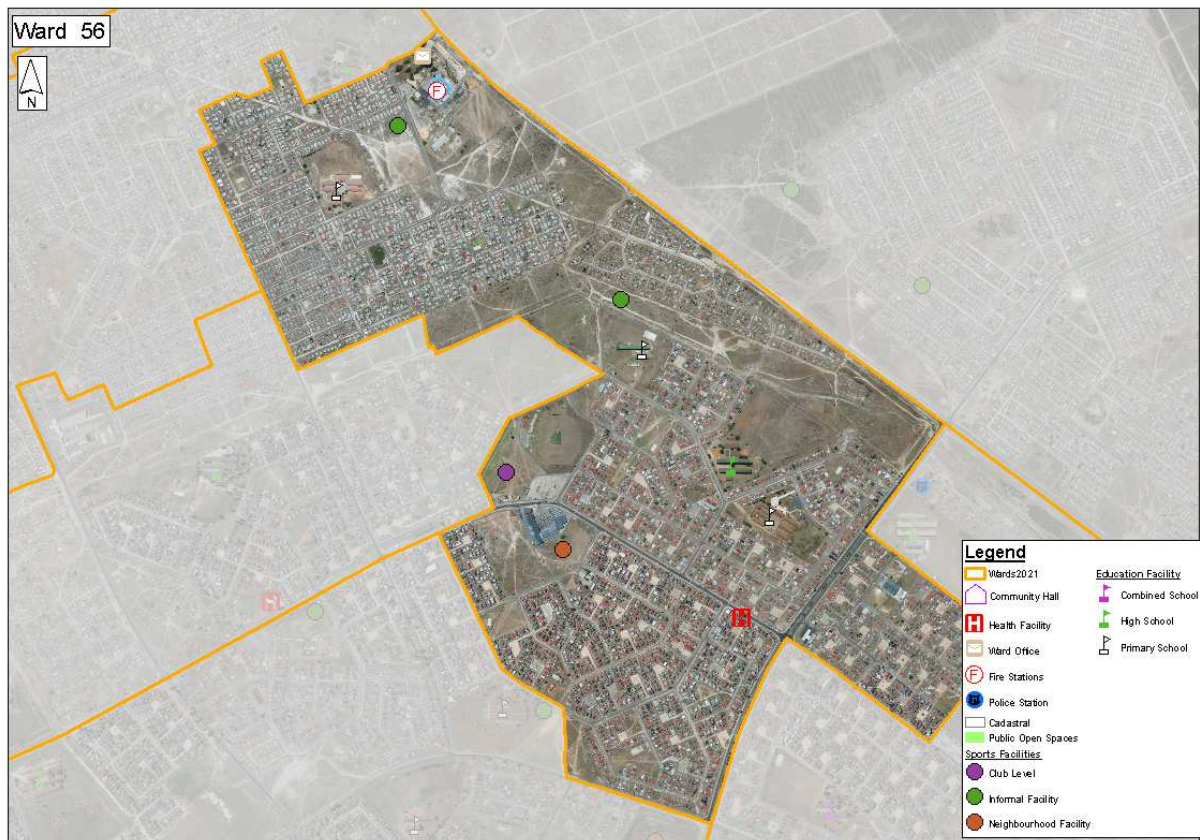 Ward 56
N
F
H
Legend
Wards2021
Community Hall
H Health Facility
Ward Office
F Fire Stations
Police Station
Cadastral
Public Open Spaces
Sports Facilities
Club Level
Informal Facility
Neighbourhood Facility
Education Facility
Combined School
High School
Primary School